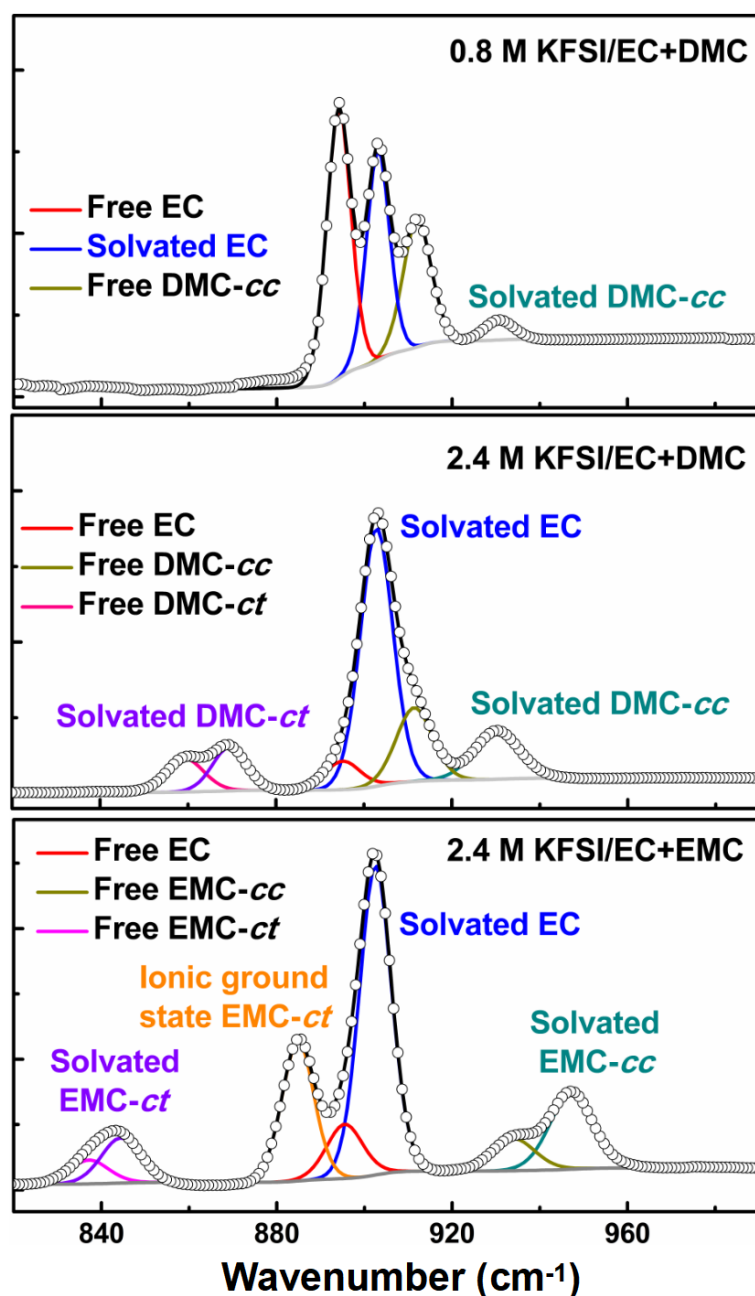 0.8 M KFSI/EC+DMC
Free EC
Solvated EC
Free DMC-cc
Solvated DMC-cc
2.4 M KFSI/EC+DMC
Free EC
Solvated EC
Free DMC-cc
Free DMC-ct
Solvated DMC-ct
Solvated DMC-cc
2.4 M KFSI/EC+EMC
Free EC
Free EMC-cc
Solvated EC
Free EMC-ct
Ionic ground
state EMC-ct
Solvated
EMC-cc
Solvated
EMC-ct
840 880 920 960
Wavenumber (cm-1)